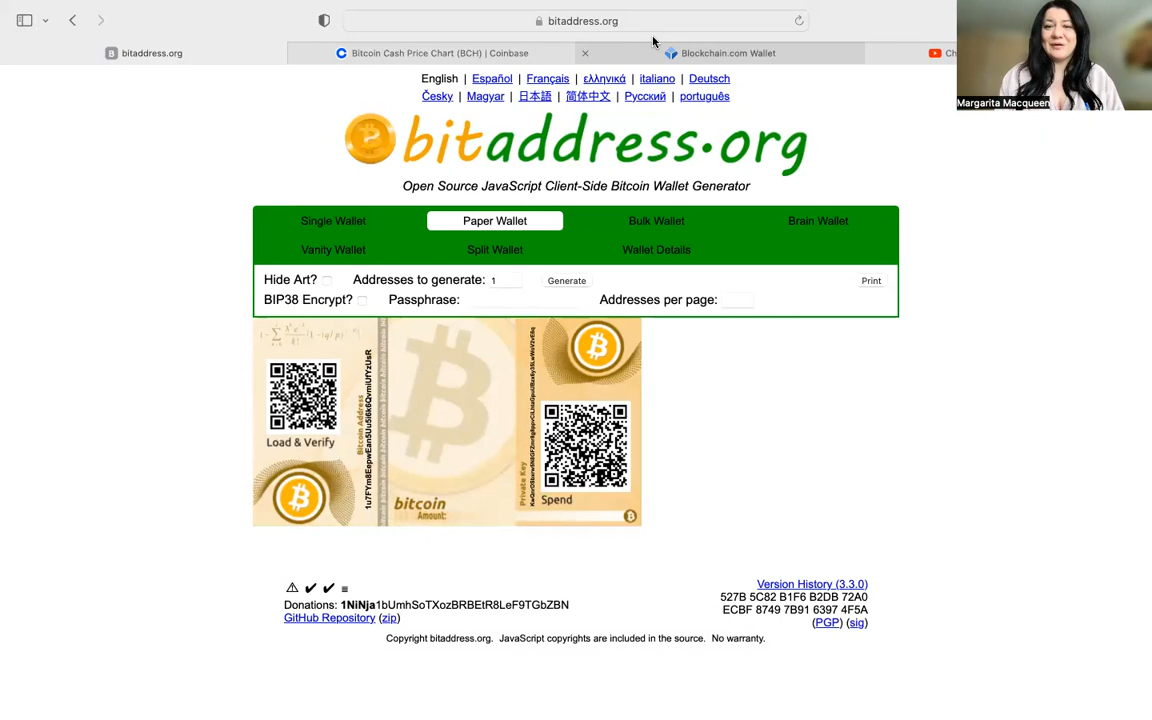 bitaddress.org
bitaddress.org
Bitcoin Cash Price Chart (BCH) | Coinbase
Blockchain.com Wallet
Ch
Margarita Macqueen
English | Español | Français | ελληνικά | italiano | Deutsch
Česky | Magyar | 日本語 | 简体中文 | Русский | português
bitaddress.org
Open Source JavaScript Client-Side Bitcoin Wallet Generator
Single Wallet
Paper Wallet
Bulk Wallet
Brain Wallet
Vanity Wallet
Split Wallet
Wallet Details
Hide Art?
Addresses to generate: 1
Generate
Print
BIP38 Encrypt?
Passphrase:
Addresses per page:
Load & Verify
Bitcoin Address
bitcoin
Amount:
Private Key
Spend
Donations: 1NiNja1bUmhSoTXozBRBEtR8LeF9TGbZBN
GitHub Repository (zip)
Version History (3.3.0)
527B 5C82 B1F6 B2DB 72A0
ECBF 8749 7B91 6397 4F5A
(PGP) (sig)
Copyright bitaddress.org. JavaScript copyrights are included in the source. No warranty.